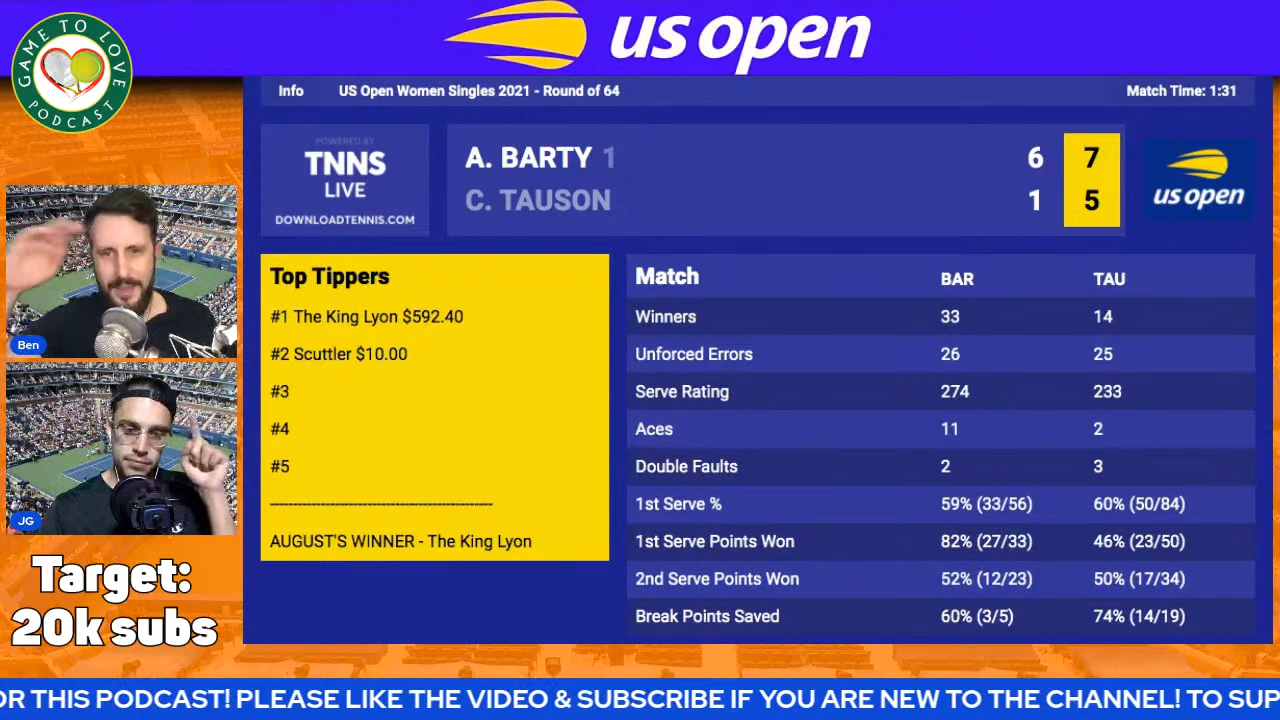 GAME TO LOVE
PODCAST
us open
Info US Open Women Singles 2021 - Round of 64 Match Time: 1:31
POWERED BY
TNNS
LIVE
DOWNLOADTENNIS.COM
A. BARTY 1 6 7
C. TAUSON 1 5
us open
Ben
JG
Target:
20k subs
Top Tippers
#1 The King Lyon $592.40
#2 Scuttler $10.00
#3
#4
#5
AUGUST'S WINNER - The King Lyon
Match BAR TAU
Winners 33 14
Unforced Errors 26 25
Serve Rating 274 233
Aces 11 2
Double Faults 2 3
1st Serve % 59% (33/56) 60% (50/84)
1st Serve Points Won 82% (27/33) 46% (23/50)
2nd Serve Points Won 52% (12/23) 50% (17/34)
Break Points Saved 60% (3/5) 74% (14/19)
OR THIS PODCAST! PLEASE LIKE THE VIDEO & SUBSCRIBE IF YOU ARE NEW TO THE CHANNEL! TO SUP